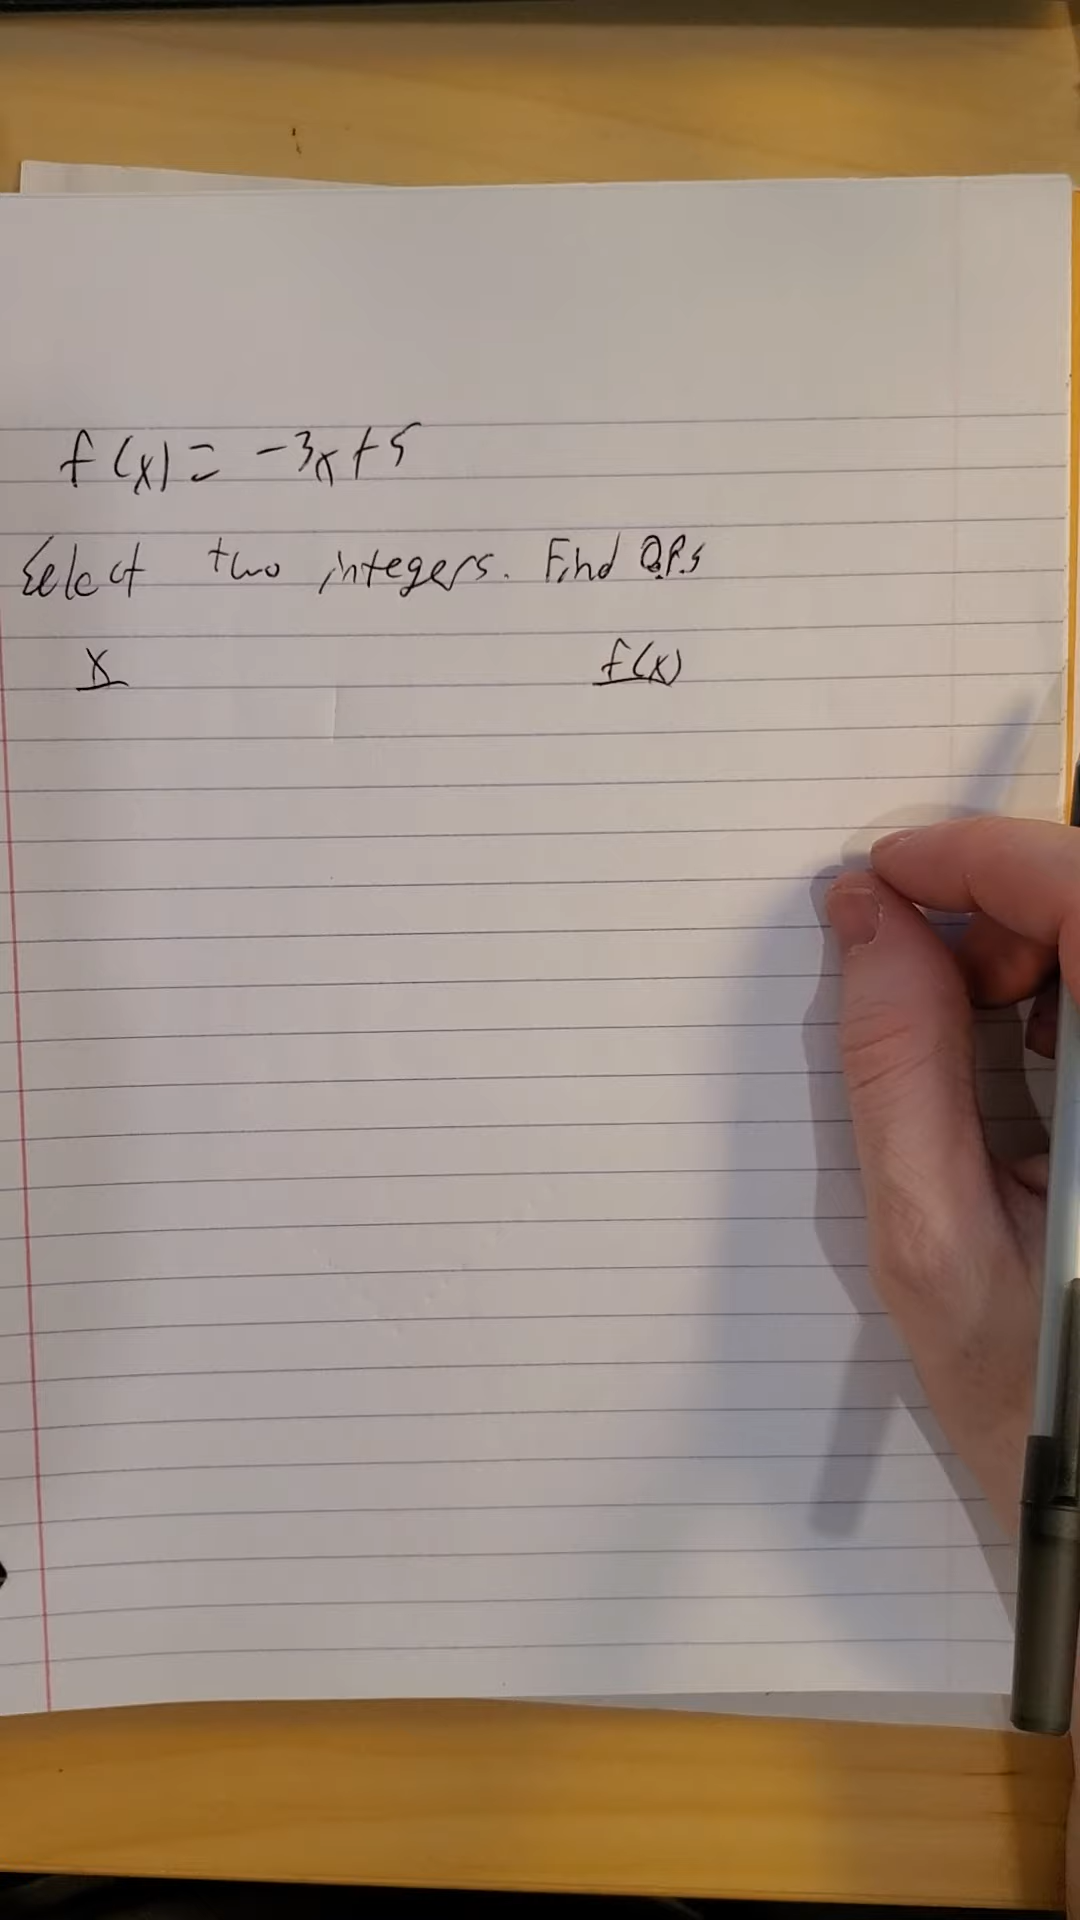 f(x) = -3x+5
Select two integers. Find O.P.s
x f(x)